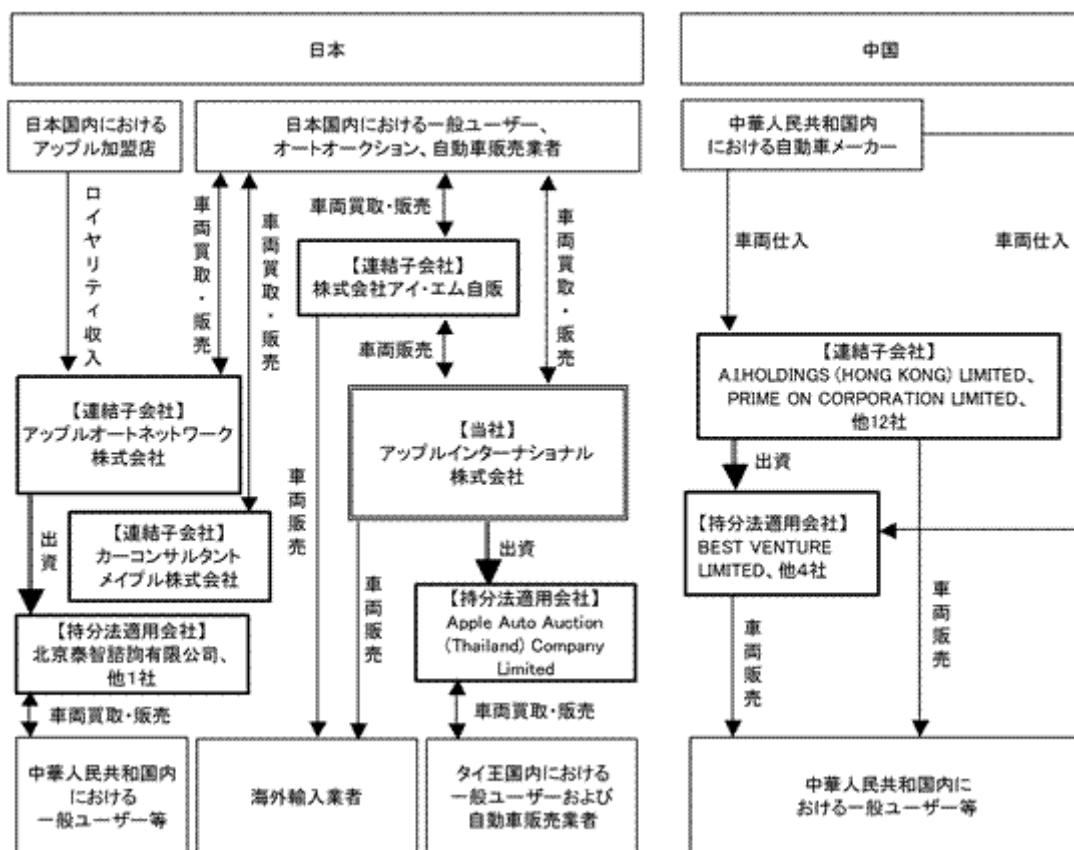 日本
中国
日本国内における
アップル加盟店
日本国内における一般ユーザー、
オートオークション、自動車販売業者
中華人民共和国内
における自動車メーカー
ロイヤリティ収入
車両買取・販売
車両買取・販売
車両買取・販売
車両買取・販売
車両仕入
車両仕入
【連結子会社】
株式会社アイ・エム自販
車両販売
【連結子会社】
アップルオートネットワーク
株式会社
【当社】
アップルインターナショナル
株式会社
【連結子会社】
A.I.HOLDINGS (HONG KONG) LIMITED、
PRIME ON CORPORATION LIMITED、
他12社
出資
【連結子会社】
カーコンサルタント
メイプル株式会社
車両販売
車両販売
出資
出資
【持分法適用会社】
BEST VENTURE
LIMITED、他4社
【持分法適用会社】
北京泰智諮詢有限公司、
他1社
【持分法適用会社】
Apple Auto Auction
(Thailand) Company
Limited
車両販売
車両販売
車両買取・販売
車両買取・販売
中華人民共和国内
における
一般ユーザー等
海外輸入業者
タイ王国内における
一般ユーザーおよび
自動車販売業者
中華人民共和国内に
おける一般ユーザー等